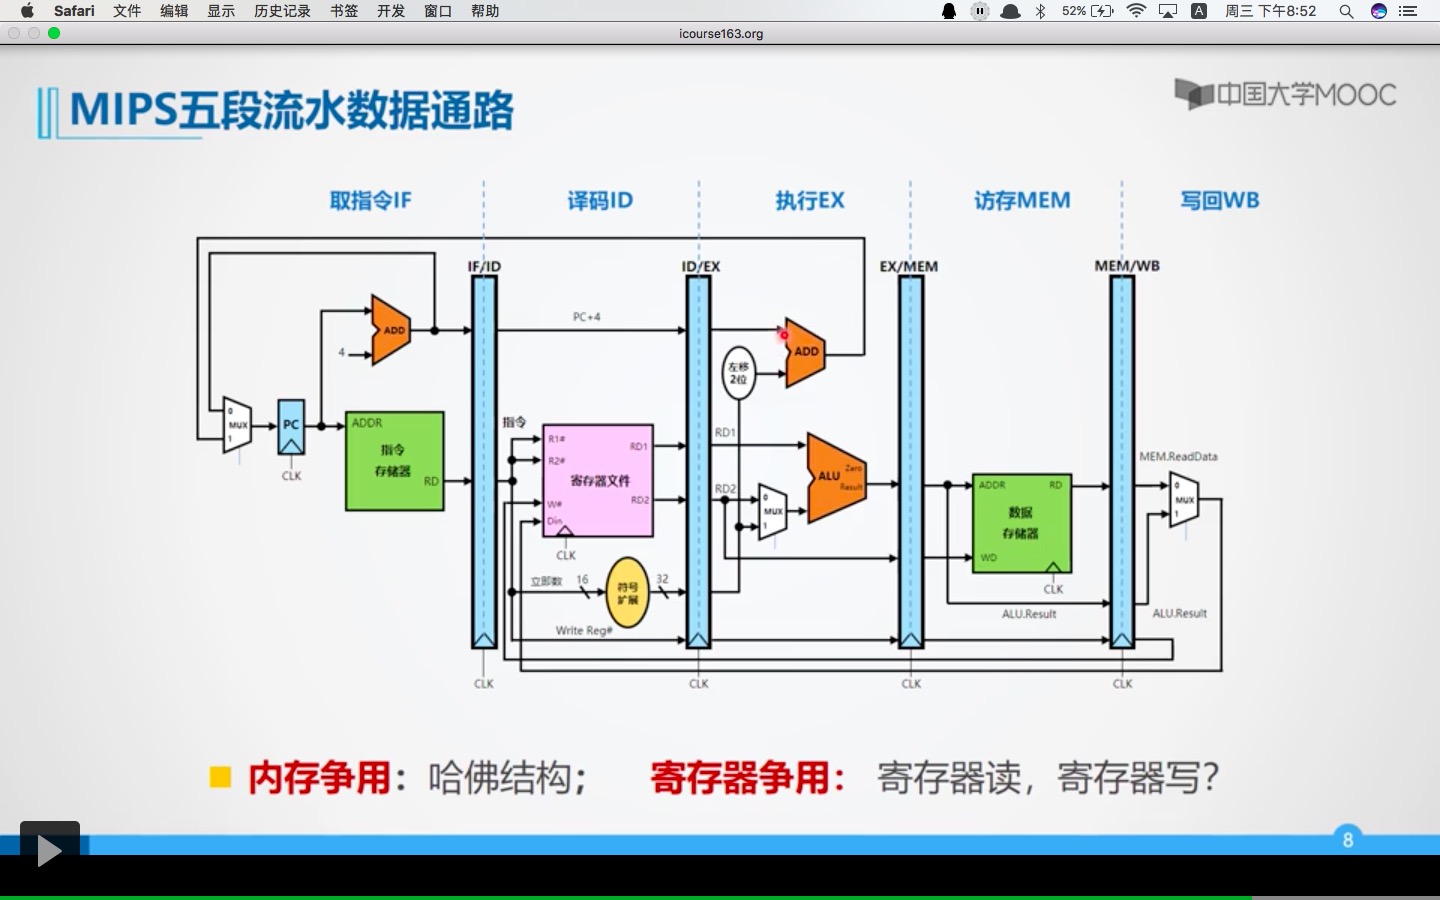 Safari 文件 编辑 显示 历史记录 书签 开发 窗口 帮助 52% A 周三 下午8:52
icourse163.org
MIPS五段流水数据通路
中国大学MOOC
取指令IF 译码ID 执行EX 访存MEM 写回WB
IF/ID ID/EX EX/MEM MEM/WB
PC+4
ADD
4
ADD
左移
2位
0
MUX
1
PC
CLK
ADDR
指令
存储器
RD
指令
R1#
R2#
W#
Din
寄存器文件
RD1
RD2
CLK
RD1
RD2
0
MUX
1
ALU
Zero
Result
ADDR
RD
数据
存储器
WD
CLK
MEM.ReadData
0
MUX
1
立即数
16
符号
扩展
32
ALU.Result
ALU.Result
Write Reg#
CLK CLK CLK CLK
内存争用：哈佛结构； 寄存器争用： 寄存器读，寄存器写？
8